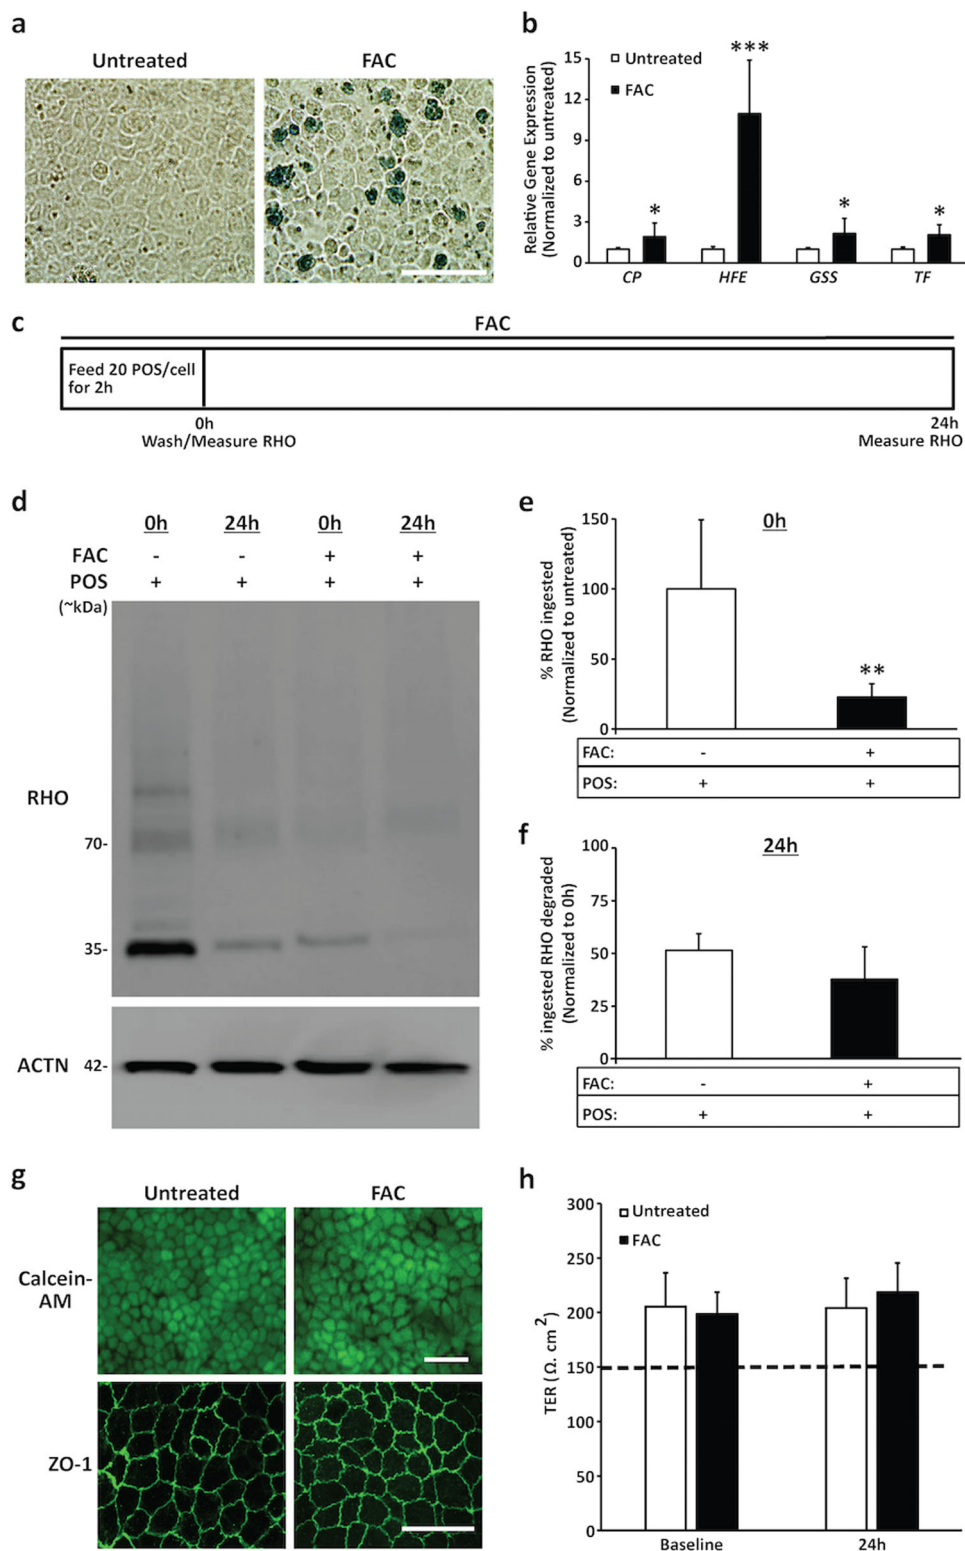 a
Untreated
FAC
b
Relative Gene Expression
(Normalized to untreated)
15
12
9
6
3
0
Untreated
FAC
*
***
*
*
CP
HFE
GSS
TF
c
FAC
Feed 20 POS/cell
for 2h
0h
Wash/Measure RHO
24h
Measure RHO
d
0h 24h 0h 24h
FAC - - + +
POS + + + +
(~kDa)
RHO
70-
35-
ACTN 42-
e
0h
% RHO ingested
(Normalized to untreated)
150
100
50
0
**
FAC: - +
POS: + +
f
24h
% ingested RHO degraded
(Normalized to 0h)
100
75
50
25
0
FAC: - +
POS: + +
g
Untreated
FAC
Calcein-
AM
ZO-1
h
TER ( Ω. cm2)
300
250
200
150
100
50
0
Untreated
FAC
Baseline
24h